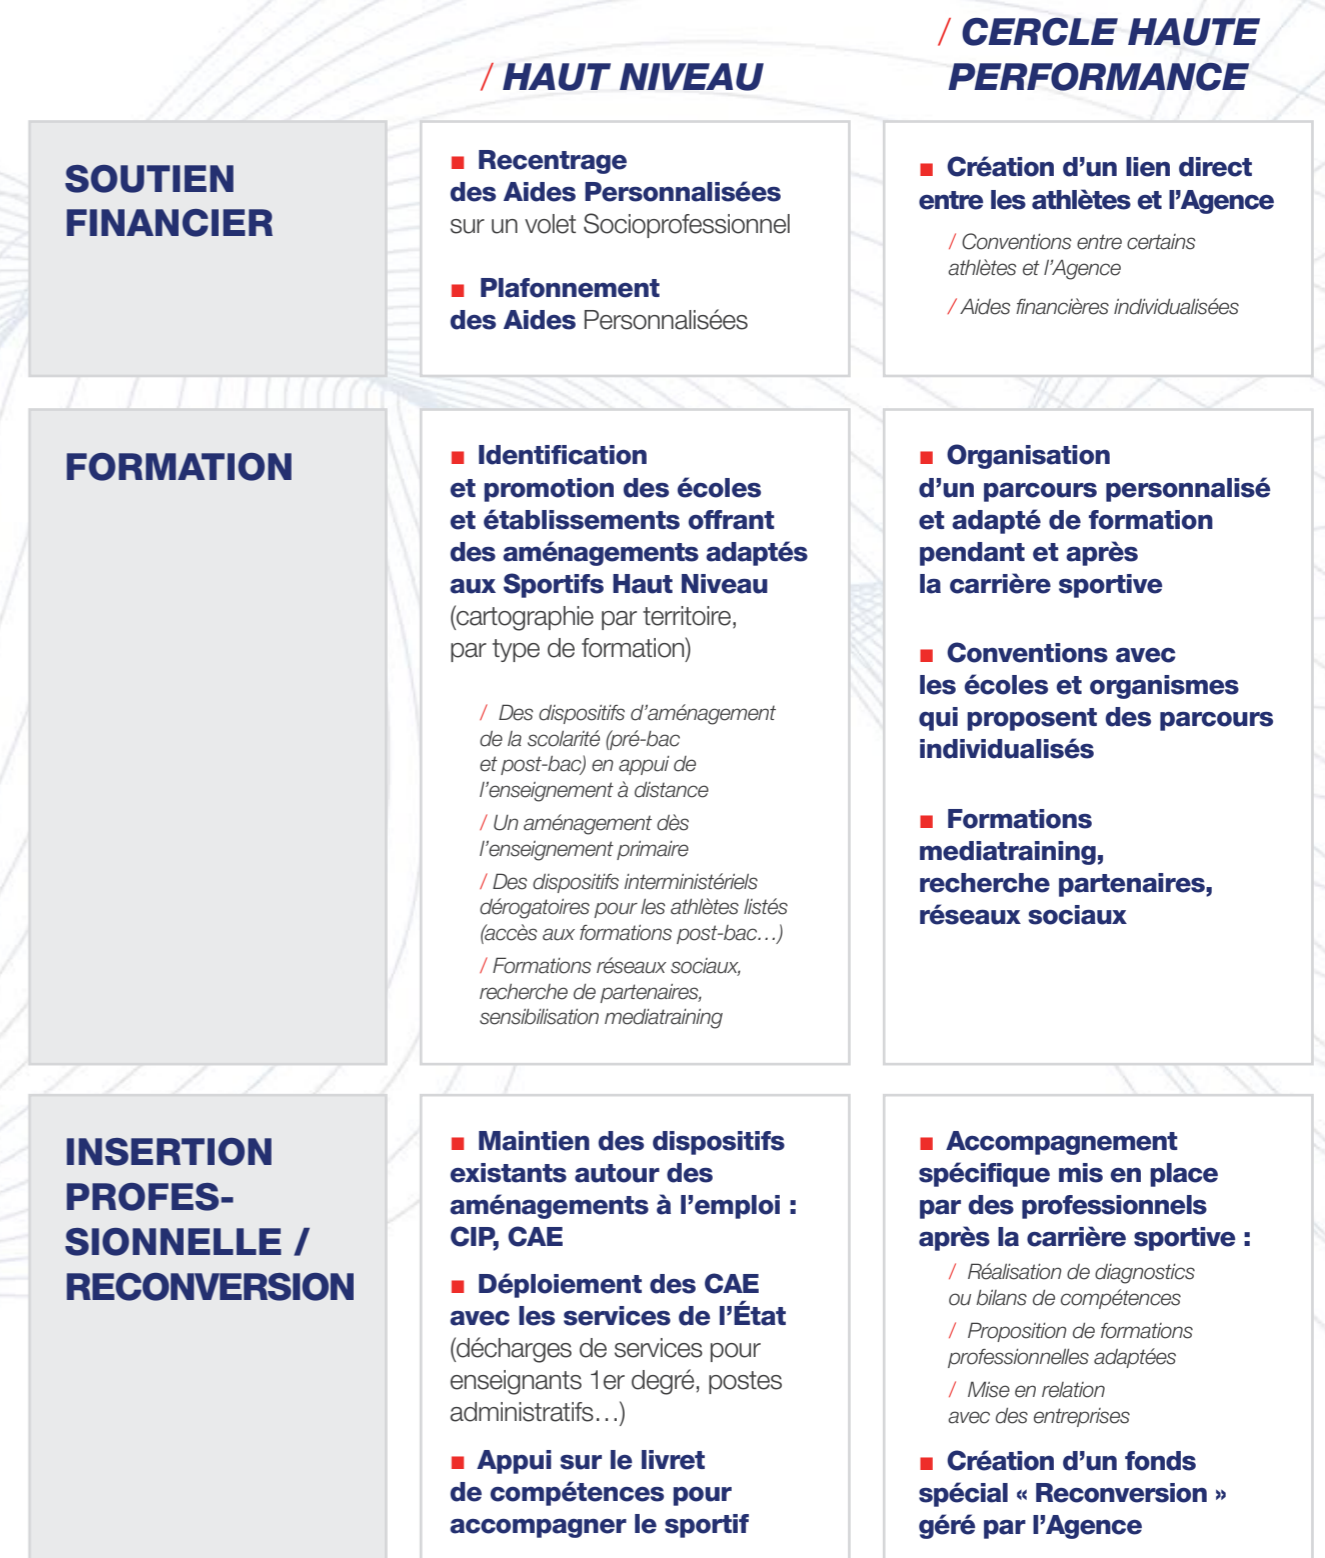 / HAUT NIVEAU
/ CERCLE HAUTE
PERFORMANCE
SOUTIEN
FINANCIER
■ Recentrage
des Aides Personnalisées
sur un volet Socioprofessionnel
■ Plafonnement
des Aides Personnalisées
■ Création d’un lien direct
entre les athlètes et l’Agence
/ Conventions entre certains
athlètes et l’Agence
/ Aides financières individualisées
FORMATION
■ Identification
et promotion des écoles
et établissements offrant
des aménagements adaptés
aux Sportifs Haut Niveau
(cartographie par territoire,
par type de formation)
/ Des dispositifs d’aménagement
de la scolarité (pré-bac
et post-bac) en appui de
l’enseignement à distance
/ Un aménagement dès
l’enseignement primaire
/ Des dispositifs interministériels
dérogatoires pour les athlètes listés
(accès aux formations post-bac…)
/ Formations réseaux sociaux,
recherche de partenaires,
sensibilisation mediatraining
■ Organisation
d’un parcours personnalisé
et adapté de formation
pendant et après
la carrière sportive
■ Conventions avec
les écoles et organismes
qui proposent des parcours
individualisés
■ Formations
mediatraining,
recherche partenaires,
réseaux sociaux
INSERTION
PROFES-
SIONNELLE /
RECONVERSION
■ Maintien des dispositifs
existants autour des
aménagements à l’emploi :
CIP, CAE
■ Déploiement des CAE
avec les services de l’État
(décharges de services pour
enseignants 1er degré, postes
administratifs…)
■ Appui sur le livret
de compétences pour
accompagner le sportif
■ Accompagnement
spécifique mis en place
par des professionnels
après la carrière sportive :
/ Réalisation de diagnostics
ou bilans de compétences
/ Proposition de formations
professionnelles adaptées
/ Mise en relation
avec des entreprises
■ Création d’un fonds
spécial « Reconversion »
géré par l’Agence